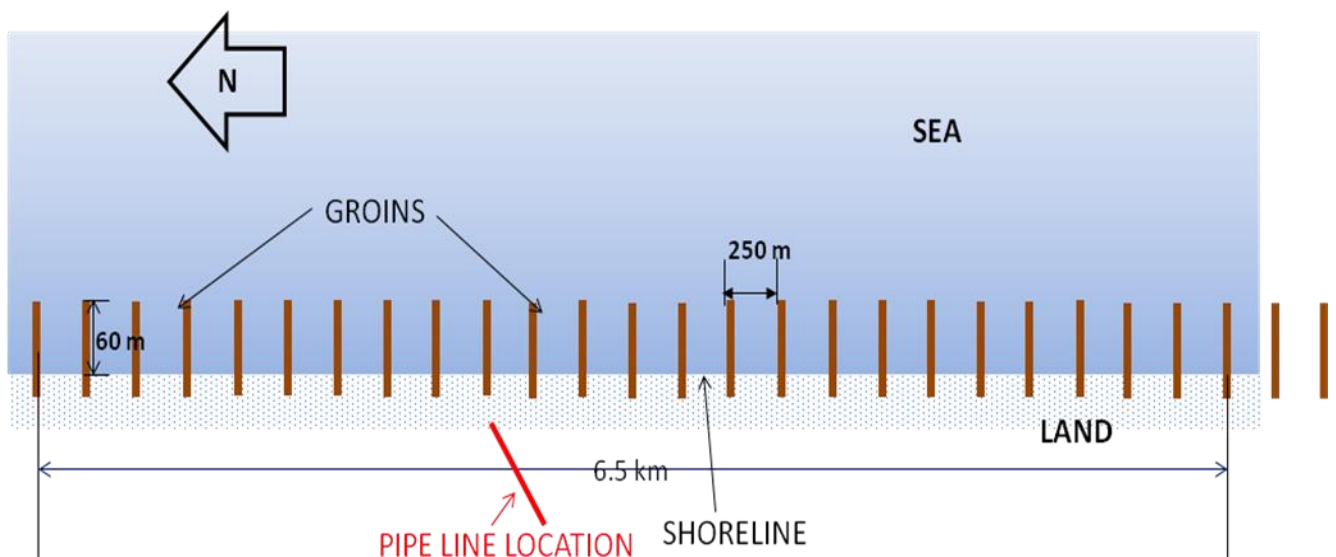 N
SEA
GROINS
250 m
60 m
LAND
6.5 km
SHORELINE
PIPE LINE LOCATION